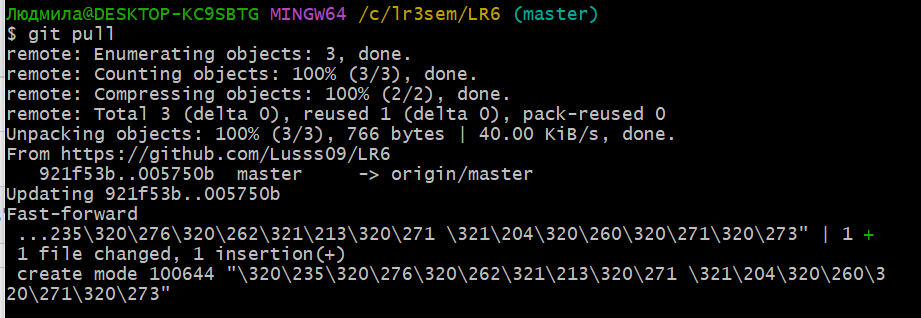 Людмила@DESKTOP-KC9SBTG MINGW64 /c/lr3sem/LR6 (master)
$ git pull
remote: Enumerating objects: 3, done.
remote: Counting objects: 100% (3/3), done.
remote: Compressing objects: 100% (2/2), done.
remote: Total 3 (delta 0), reused 1 (delta 0), pack-reused 0
Unpacking objects: 100% (3/3), 766 bytes | 40.00 KiB/s, done.
From https://github.com/Lusss09/LR6
   921f53b..005750b  master     -> origin/master
Updating 921f53b..005750b
Fast-forward
 ...235\320\276\320\262\321\213\320\271 \321\204\320\260\320\271\320\273" | 1 +
 1 file changed, 1 insertion(+)
 create mode 100644 "\320\235\320\276\320\262\321\213\320\271 \321\204\320\260\3
20\271\320\273"